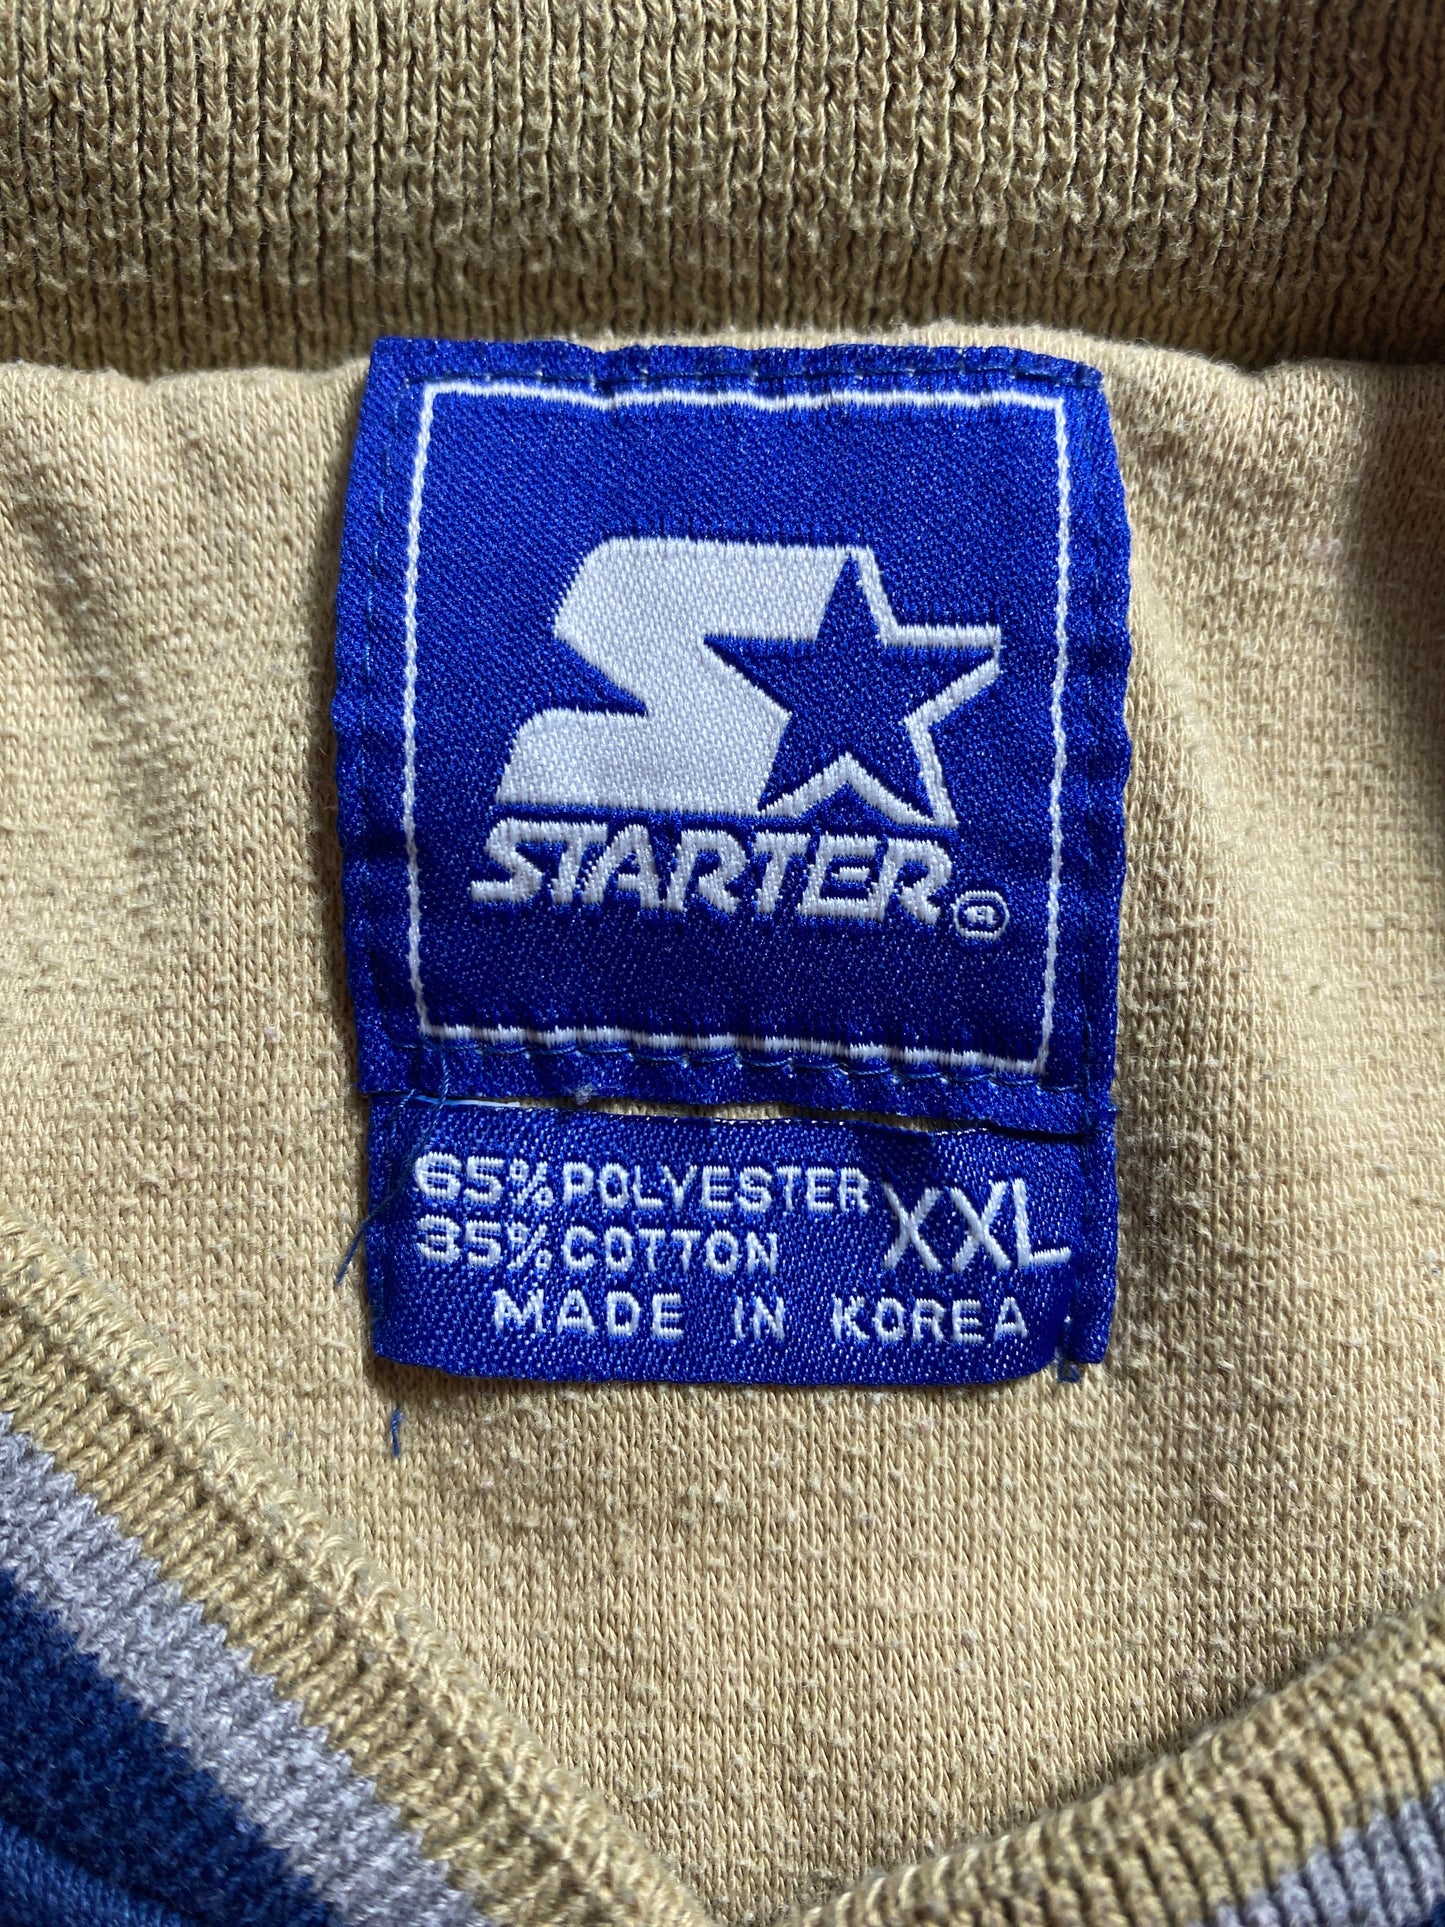 STARTER®
65% POLYESTER XXL
35% COTTON
MADE IN KOREA